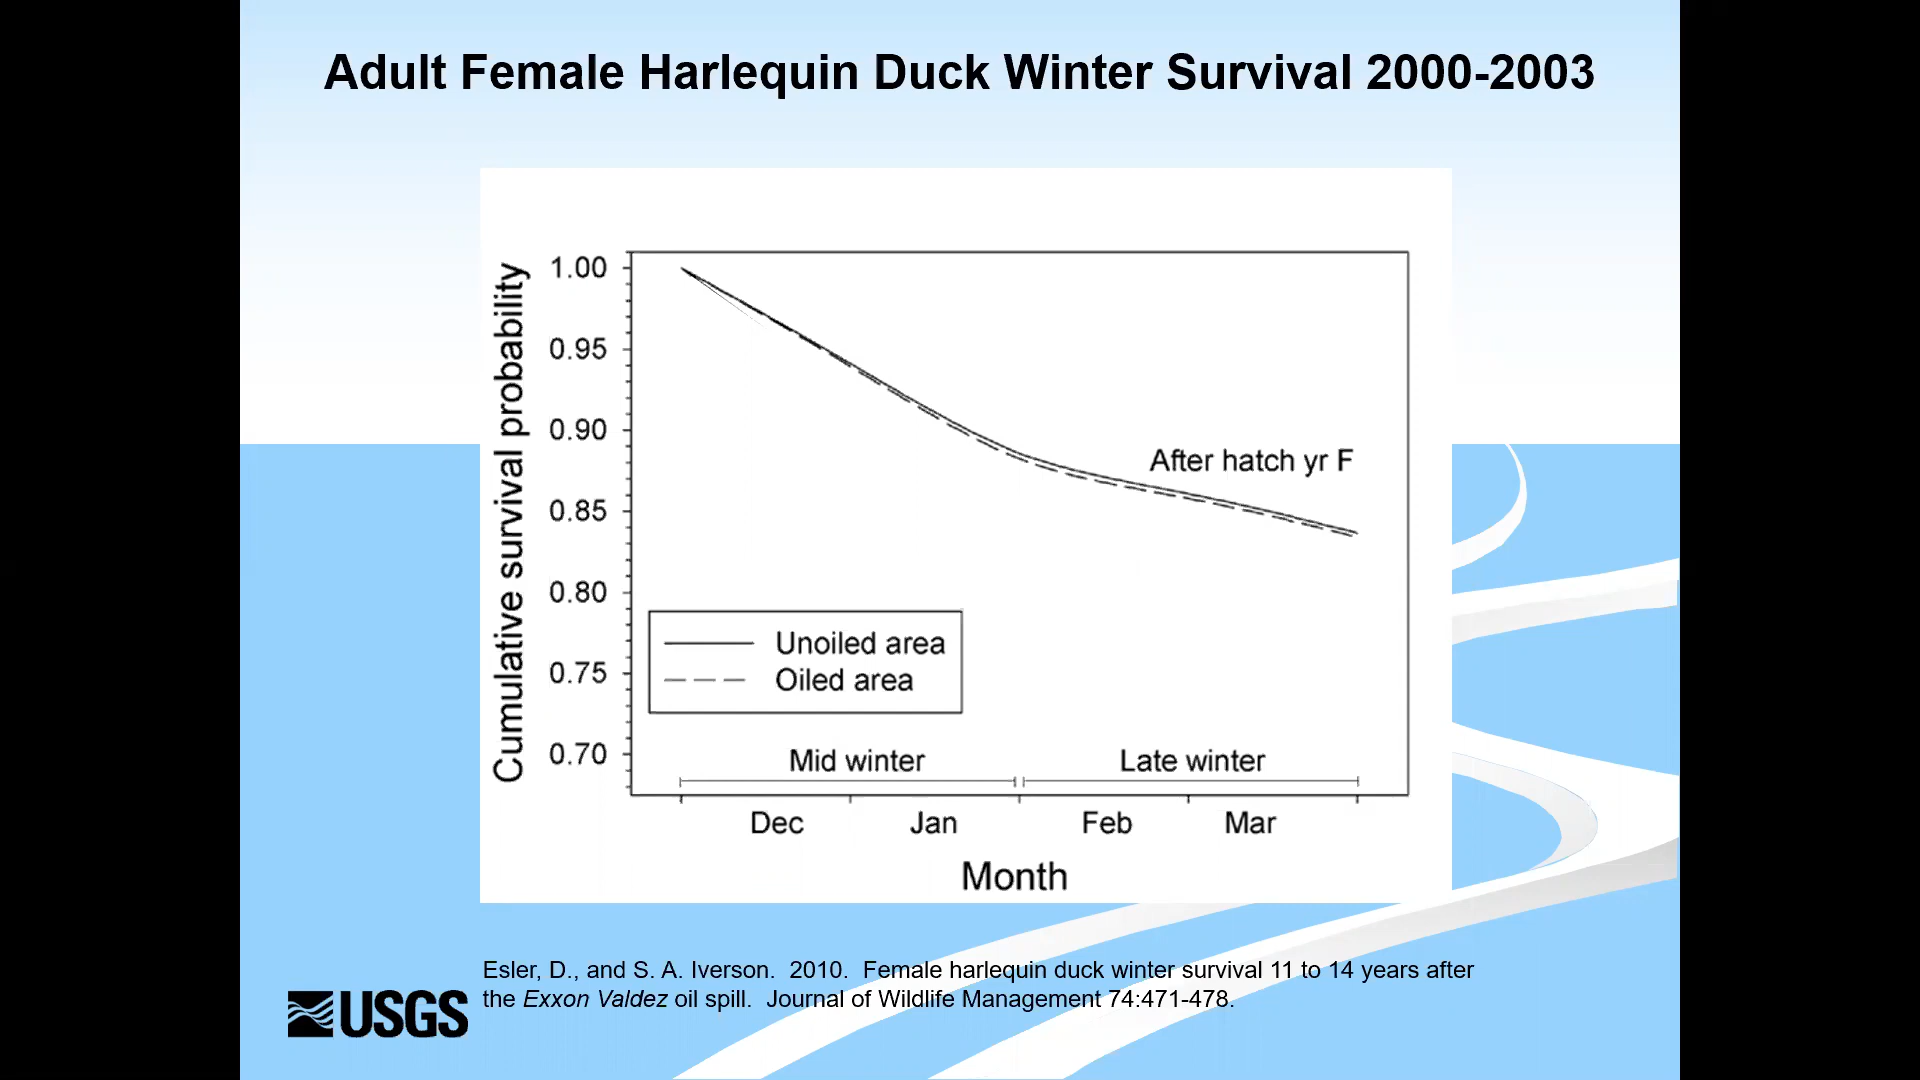 Adult Female Harlequin Duck Winter Survival 2000-2003
Cumulative survival probability
1.00
0.95
0.90
0.85
0.80
0.75
0.70
After hatch yr F
Unoiled area
Oiled area
Mid winter Late winter
Dec Jan Feb Mar
Month
Esler, D., and S. A. Iverson.  2010.  Female harlequin duck winter survival 11 to 14 years after
the Exxon Valdez oil spill.  Journal of Wildlife Management 74:471-478.
USGS